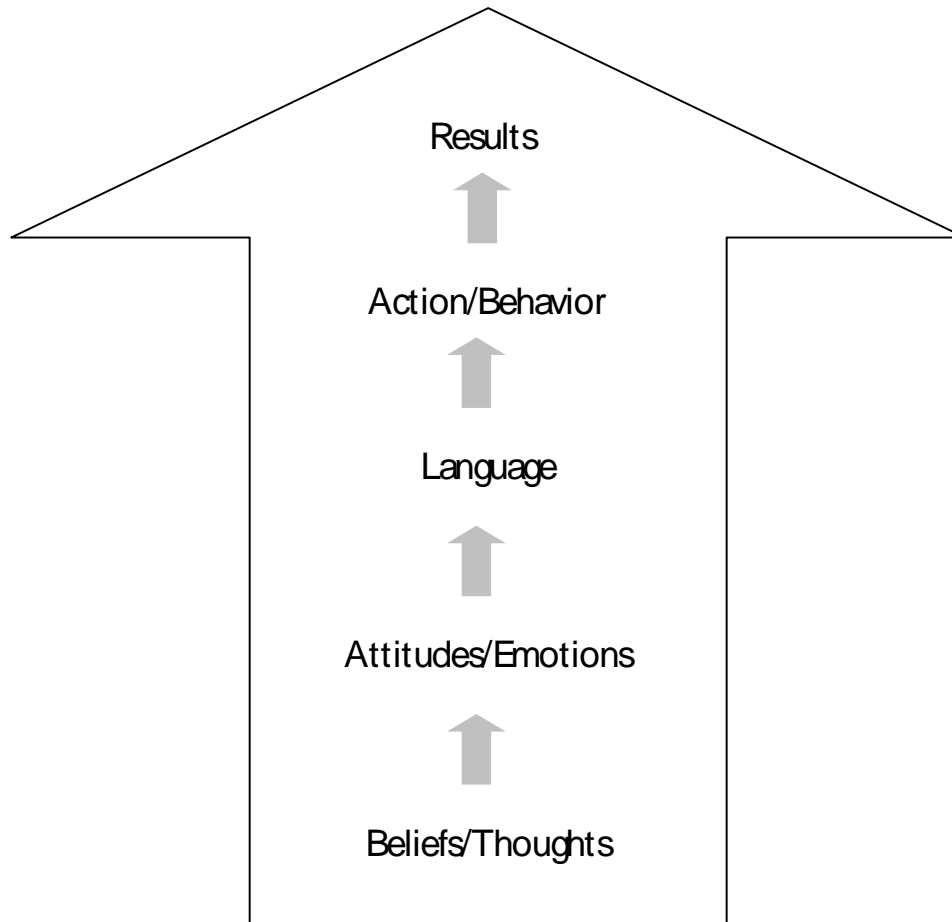 Results
Action/Behavior
Language
Attitudes/Emotions
Beliefs/Thoughts